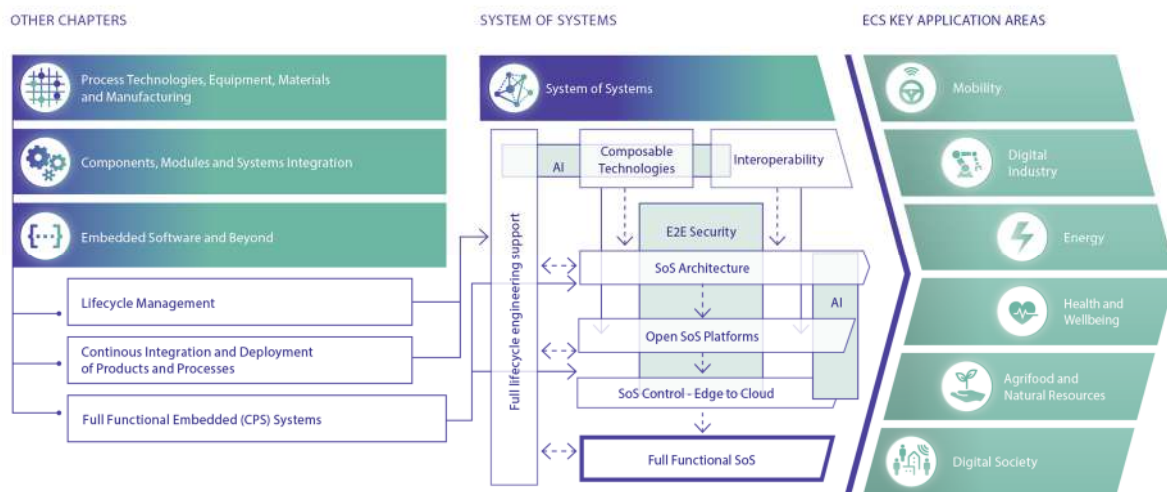 OTHER CHAPTERS
SYSTEM OF SYSTEMS
ECS KEY APPLICATION AREAS
Process Technologies, Equipment, Materials
and Manufacturing
Components, Modules and Systems Integration
Embedded Software and Beyond
{···}
Lifecycle Management
Continous Integration and Deployment
of Products and Processes
Full Functional Embedded (CPS) Systems
System of Systems
Full lifecycle engineering support
AI
Composable
Technologies
Interoperability
E2E Security
SoS Architecture
AI
Open SoS Platforms
SoS Control - Edge to Cloud
Full Functional SoS
Mobility
Digital
Industry
Energy
Health and
Wellbeing
Agrifood and
Natural Resources
Digital Society